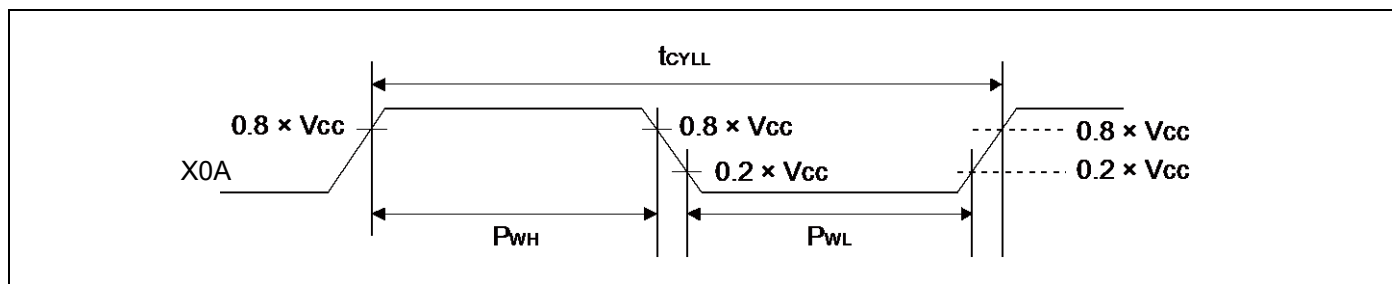 tCYLL
0.8 × Vcc
0.8 × Vcc
0.8 × Vcc
X0A
0.2 × Vcc
0.2 × Vcc
PWH
PWL